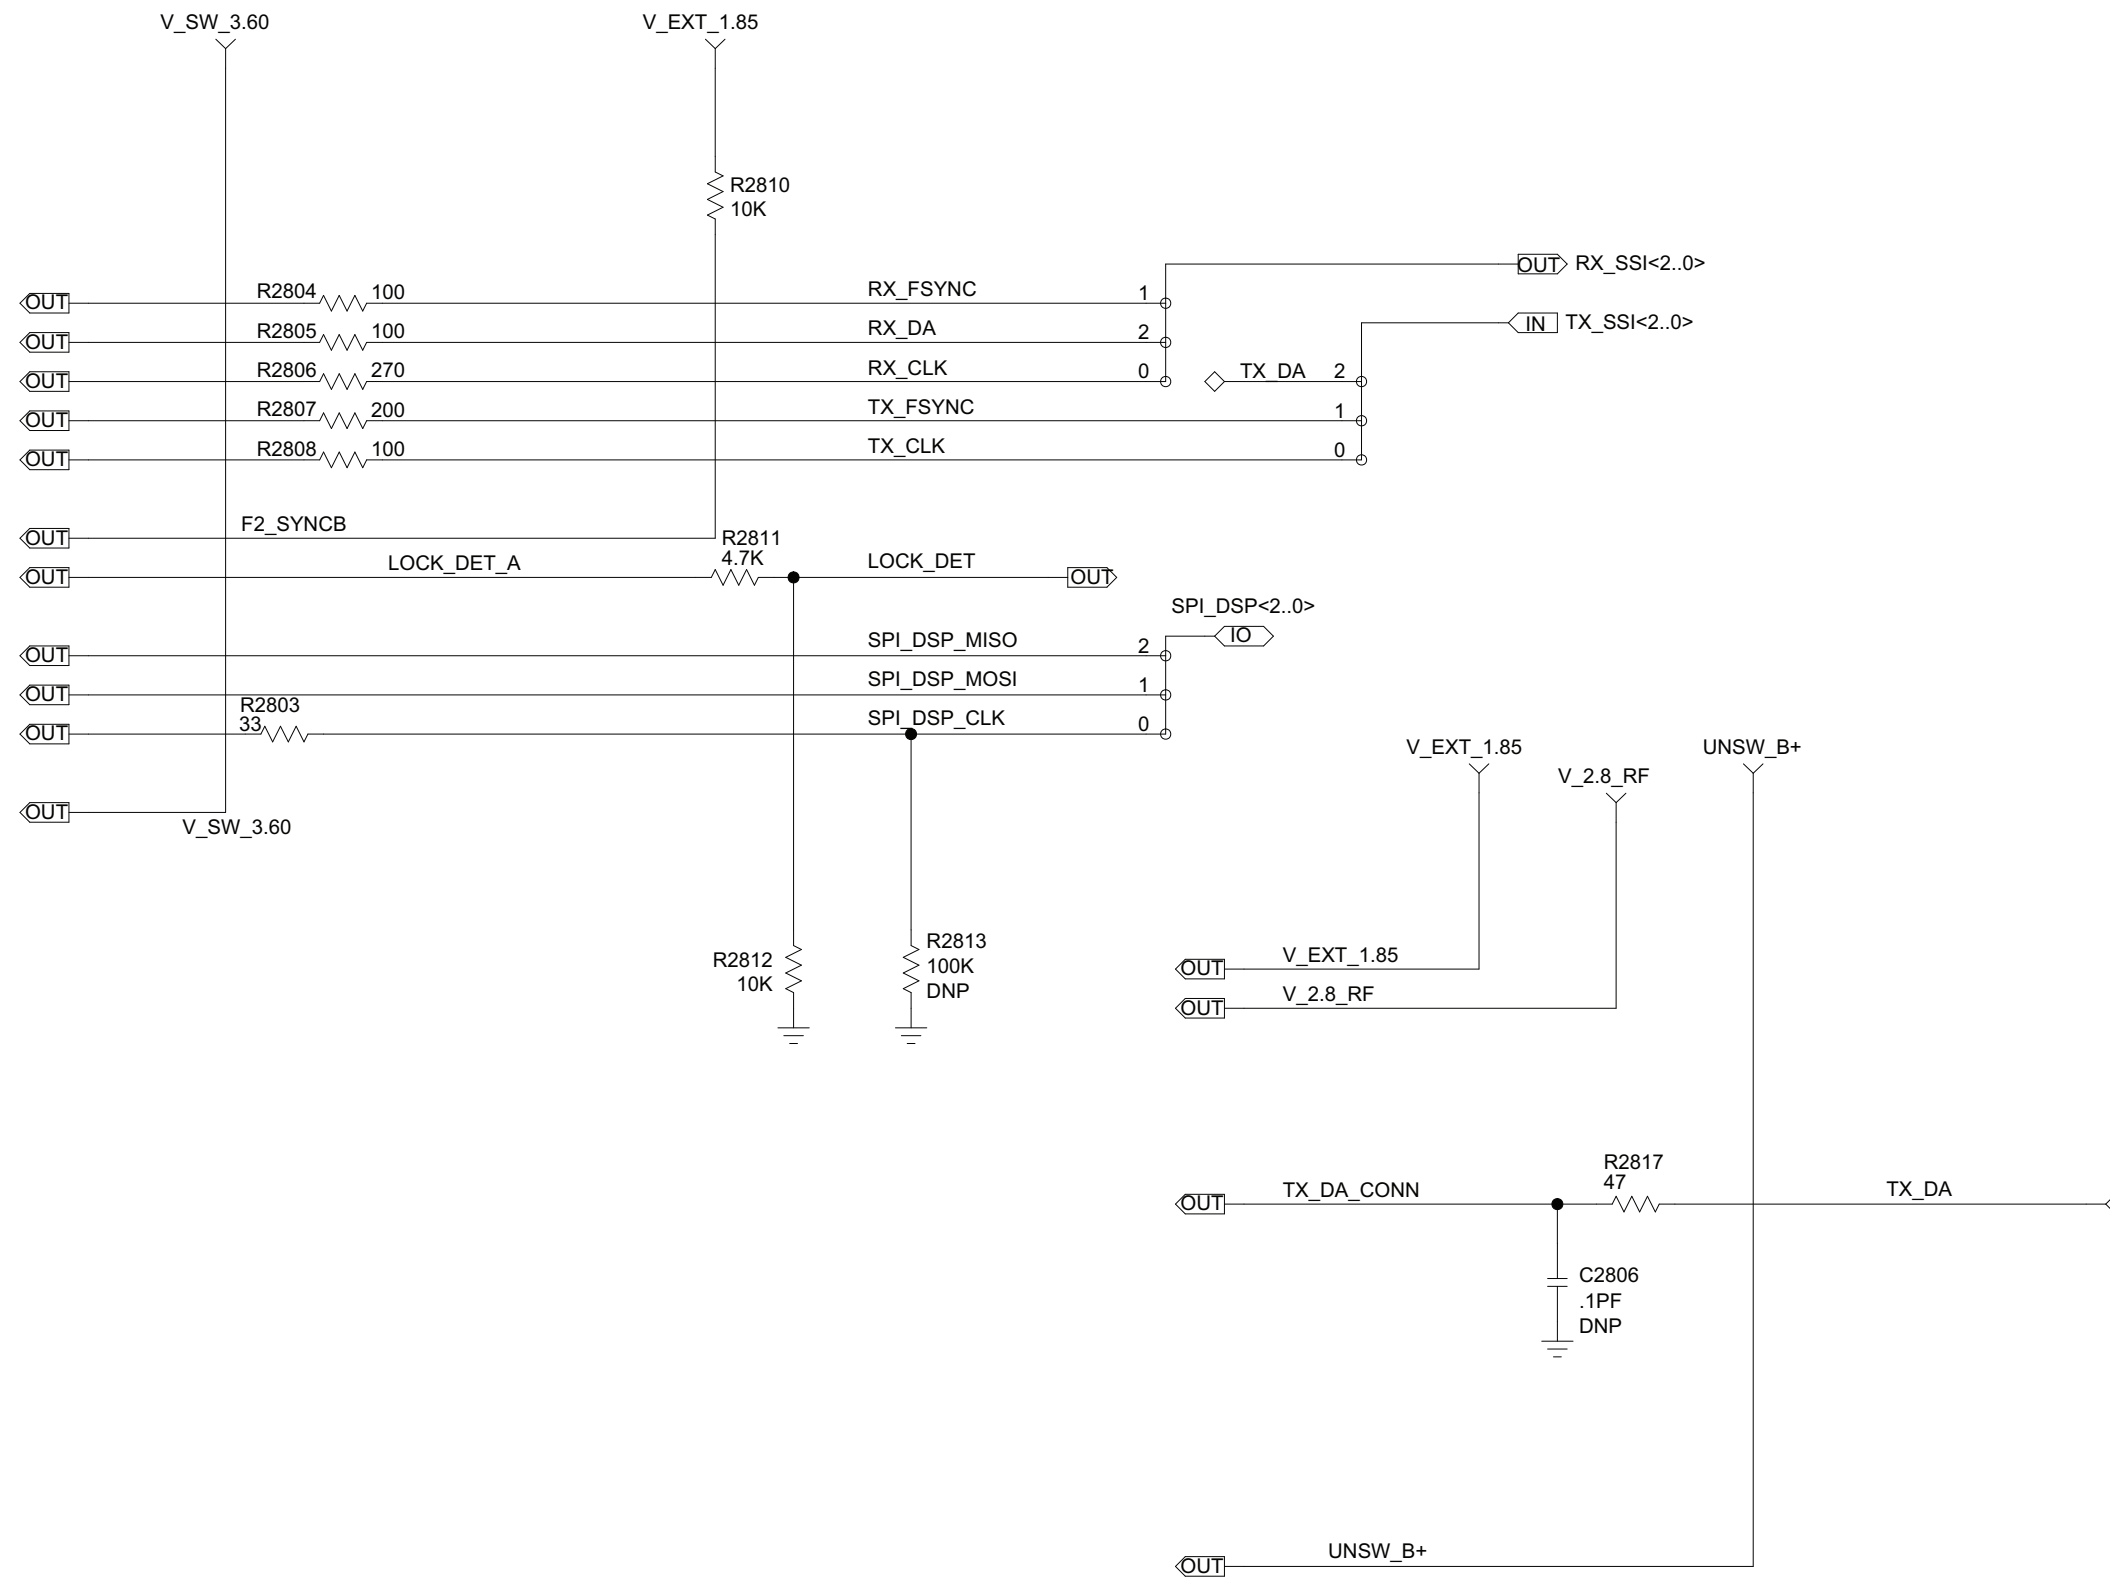 V_SW_3.60
V_EXT_1.85
R2810
10K
OUT RX_SSI<2..0>
OUT R2804 100 RX_FSYNC 1
IN TX_SSI<2..0>
OUT R2805 100 RX_DA 2
OUT R2806 270 RX_CLK 0
TX_DA 2
OUT R2807 200 TX_FSYNC 1
OUT R2808 100 TX_CLK 0
OUT F2_SYNCB
R2811
4.7K
OUT LOCK_DET_A LOCK_DET OUT
SPI_DSP<2..0>
IO
OUT SPI_DSP_MISO 2
OUT SPI_DSP_MOSI 1
R2803
33
OUT SPI_DSP_CLK 0
OUT
V_SW_3.60
V_EXT_1.85
V_2.8_RF
UNSW_B+
R2812
10K
R2813
100K
DNP
OUT V_EXT_1.85
OUT V_2.8_RF
R2817
47
OUT TX_DA_CONN TX_DA
C2806
.1PF
DNP
OUT UNSW_B+